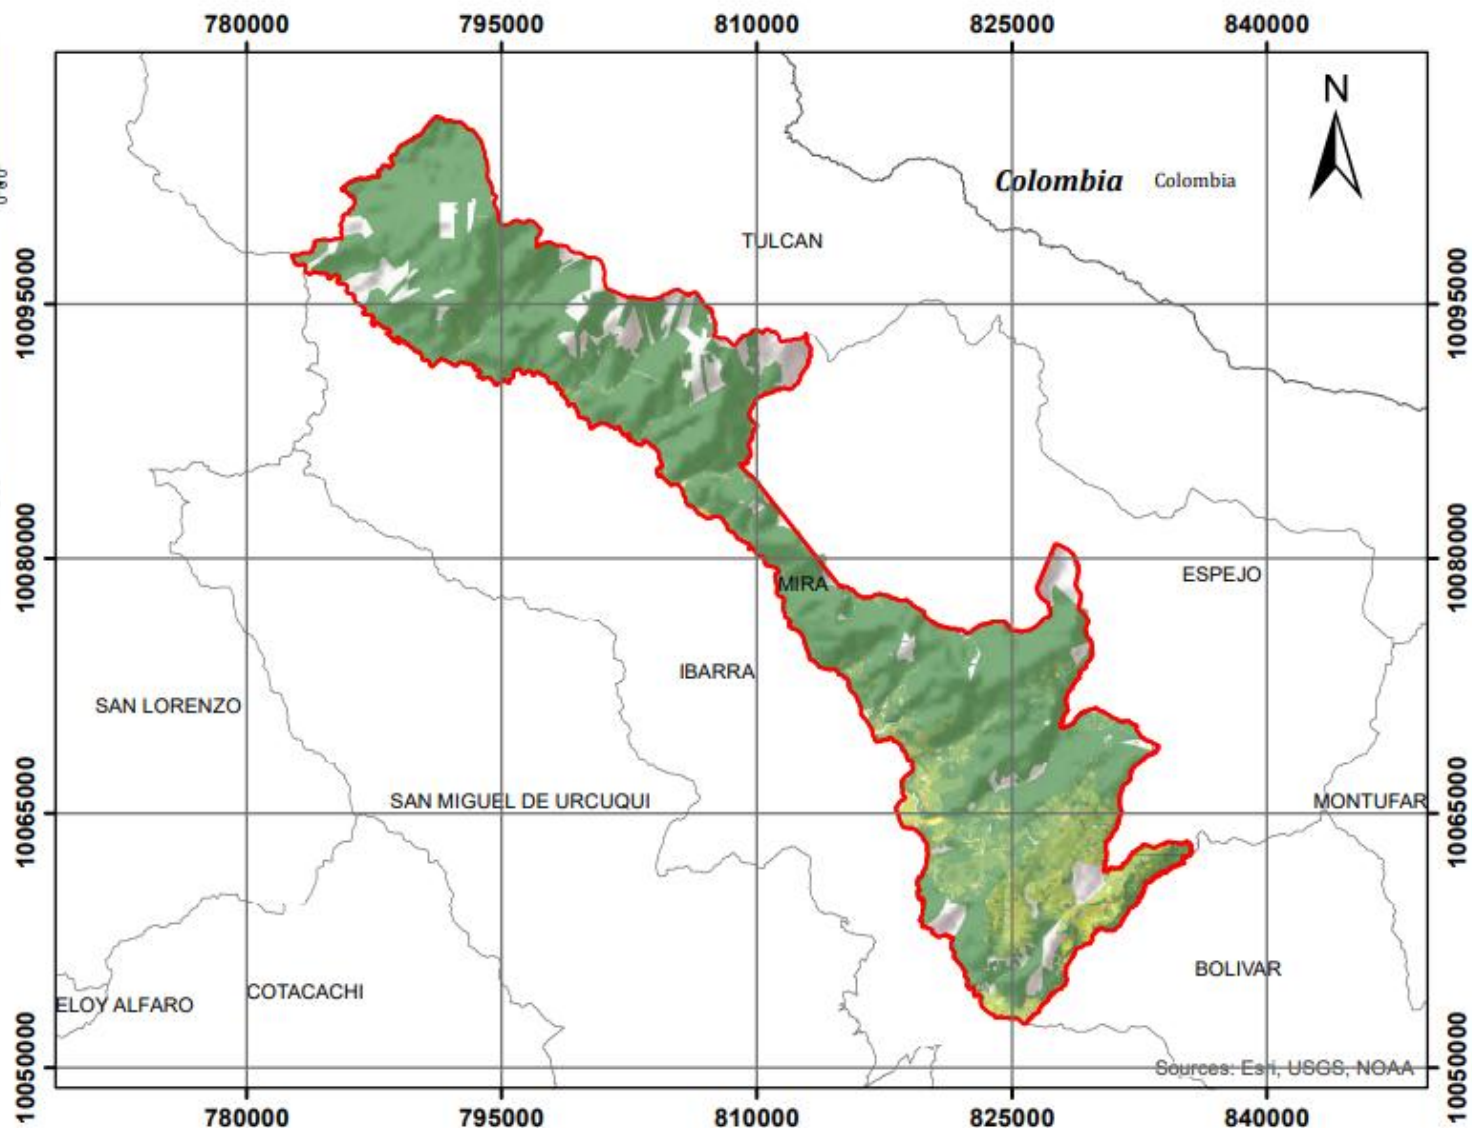 780000 795000 810000 825000 840000
N
Colombia Colombia
TULCAN
10095000 10095000
10080000 10080000
ESPEJO
MIRA
IBARRA
SAN LORENZO
SAN MIGUEL DE URCUQUI
MONTUFAR
10065000 10065000
BOLIVAR
COTACACHI
ELOY ALFARO
10050000 10050000
Sources: Esri, USGS, NOAA
780000 795000 810000 825000 840000